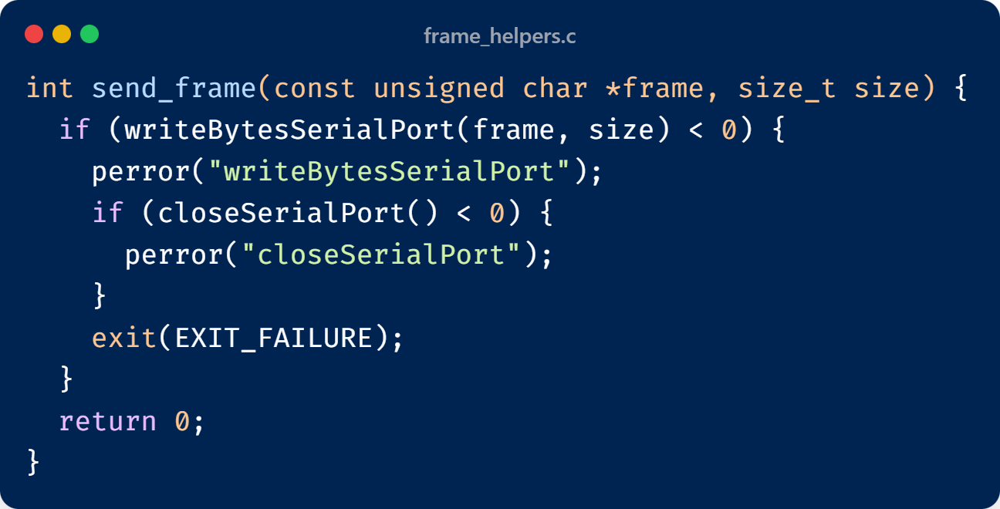 frame_helpers.c
int send_frame(const unsigned char *frame, size_t size) {
  if (writeBytesSerialPort(frame, size) < 0) {
    perror("writeBytesSerialPort");
    if (closeSerialPort() < 0) {
      perror("closeSerialPort");
    }
    exit(EXIT_FAILURE);
  }
  return 0;
}